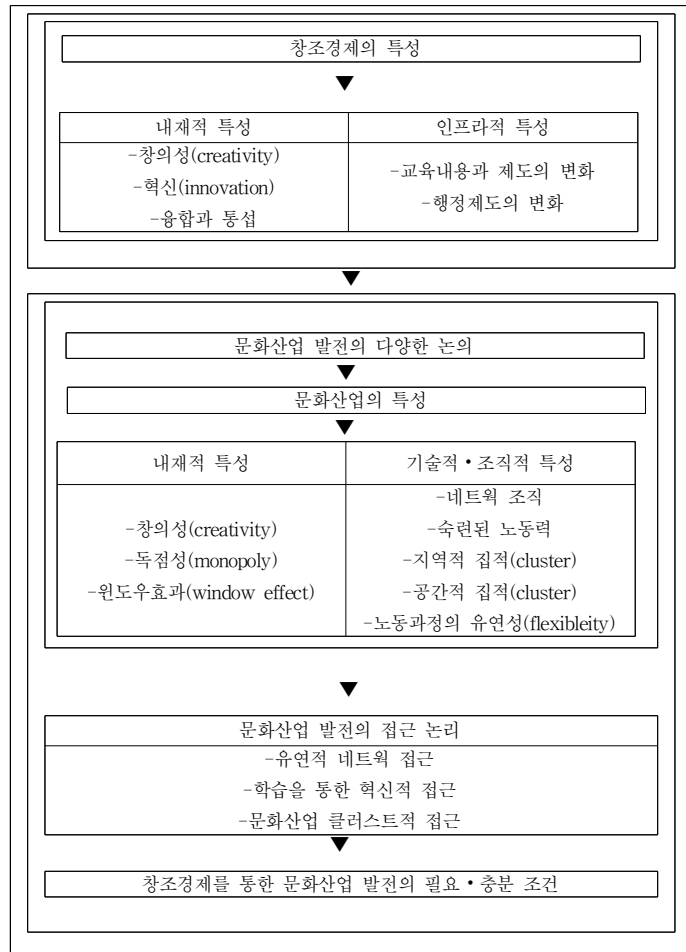 창조경제의 특성
▼
내재적 특성
인프라적 특성
-창의성(creativity)
-혁신(innovation)
-융합과 통섭
-교육내용과 제도의 변화
-행정제도의 변화
▼
문화산업 발전의 다양한 논의
▼
문화산업의 특성
▼
내재적 특성
기술적·조직적 특성
-창의성(creativity)
-독점성(monopoly)
-윈도우효과(window effect)
-네트웍 조직
-숙련된 노동력
-지역적 집적(cluster)
-공간적 집적(cluster)
-노동과정의 유연성(flexibleity)
▼
문화산업 발전의 접근 논리
-유연적 네트웍 접근
-학습을 통한 혁신적 접근
-문화산업 클러스트적 접근
▼
창조경제를 통한 문화산업 발전의 필요·충분 조건